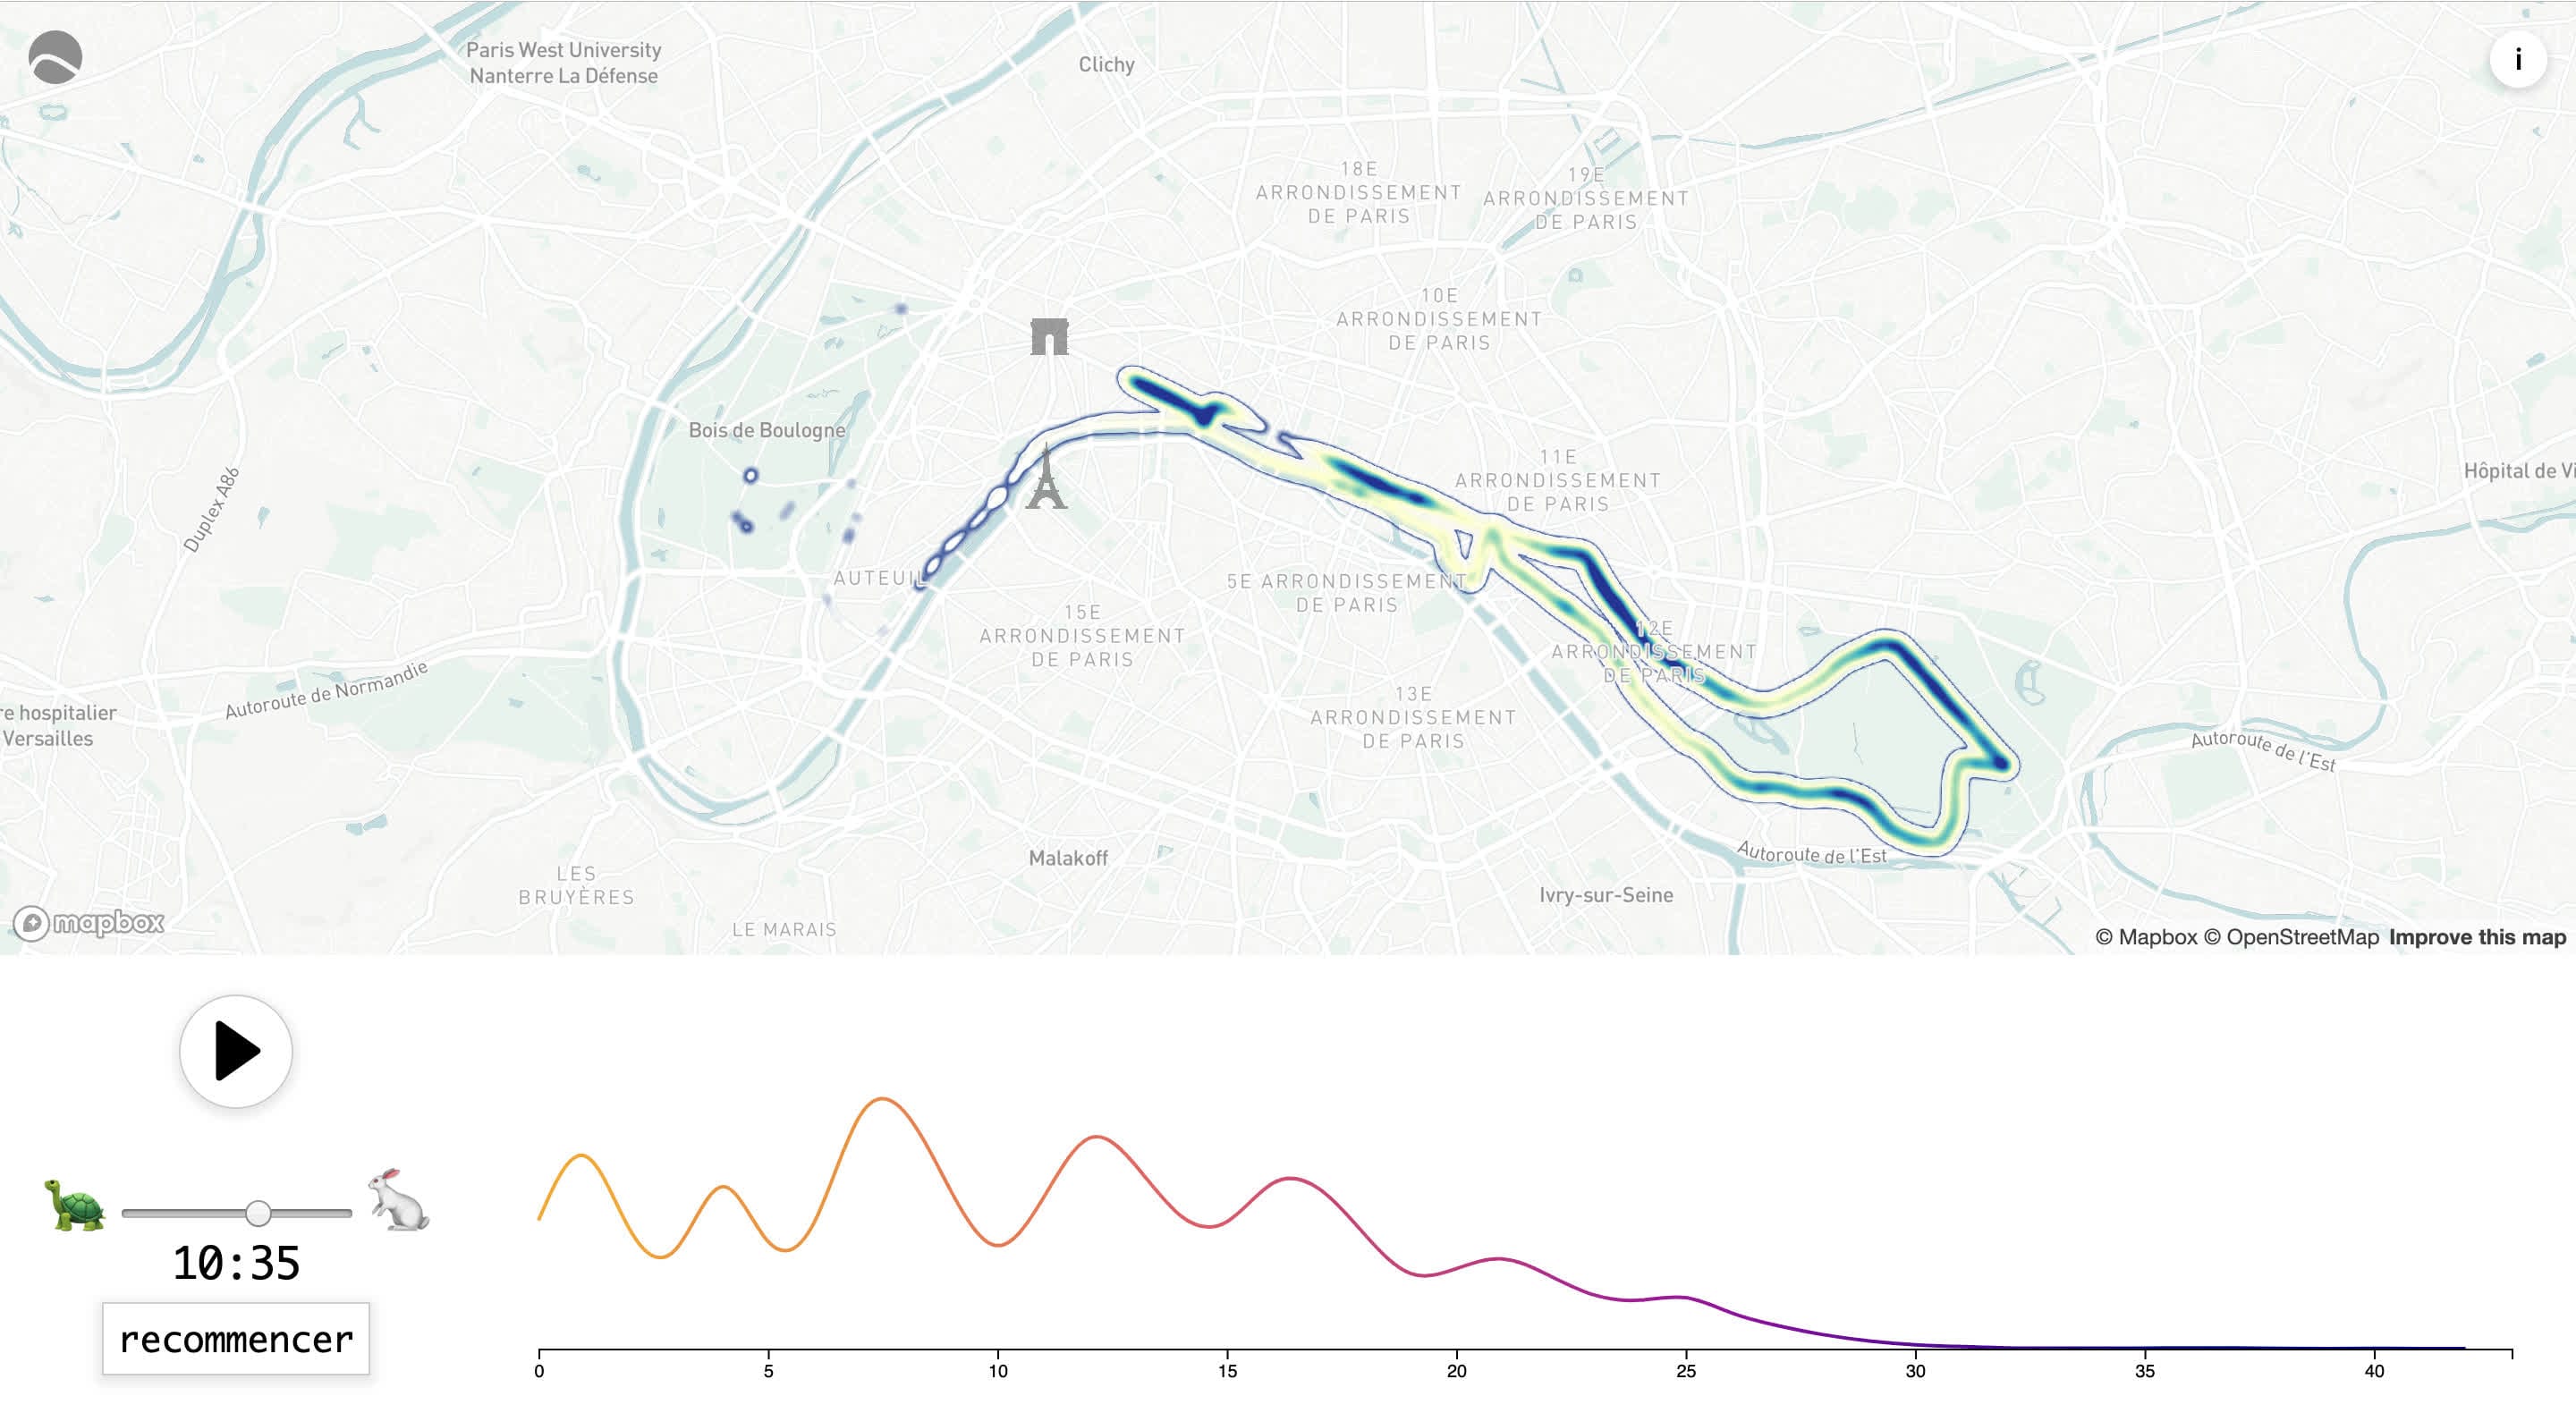 Paris West University
Nanterre La Défense
Clichy
i
18E
ARRONDISSEMENT
DE PARIS
19E
ARRONDISSEMENT
DE PARIS
10E
ARRONDISSEMENT
DE PARIS
Bois de Boulogne
11E
ARRONDISSEMENT
DE PARIS
Hôpital de Vi
Duplex A86
AUTEUIL
5E ARRONDISSEMENT
DE PARIS
15E
ARRONDISSEMENT
DE PARIS
12E
ARRONDISSEMENT
DE PARIS
Autoroute de Normandie
13E
ARRONDISSEMENT
DE PARIS
re hospitalier
Versailles
Autoroute de l'Est
Malakoff
Autoroute de l'Est
LES
BRUYÈRES
Ivry-sur-Seine
LE MARAIS
mapbox
© Mapbox © OpenStreetMap Improve this map
10:35
recommencer
0 5 10 15 20 25 30 35 40